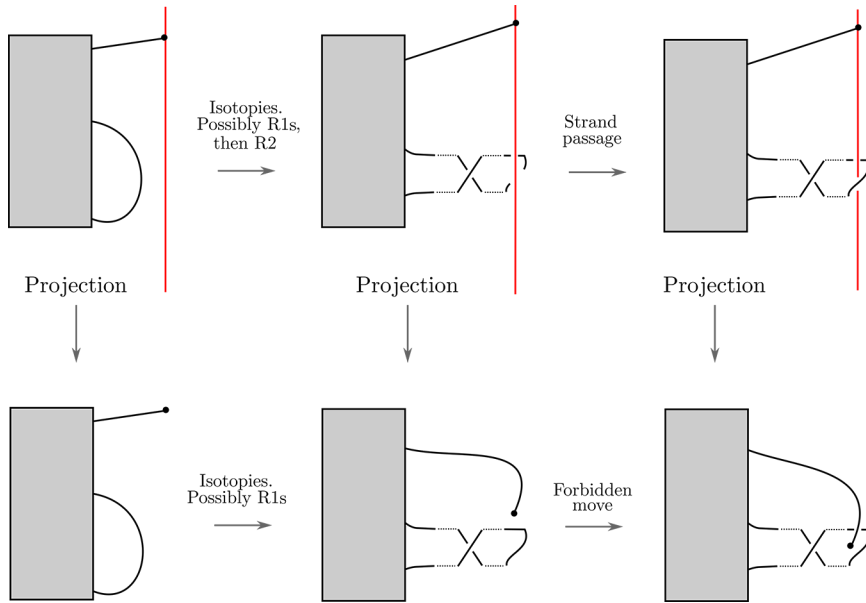 Isotopies.
Possibly R1s,
then R2
Strand
passage
Projection
Projection
Projection
Isotopies.
Possibly R1s
Forbidden
move